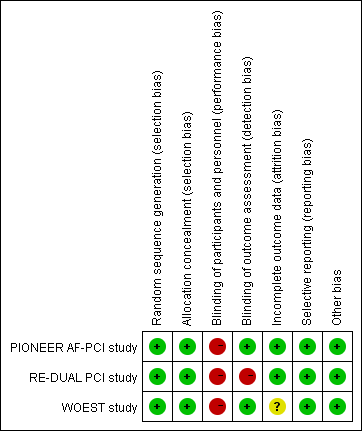 Random sequence generation (selection bias)
Allocation concealment (selection bias)
Blinding of participants and personnel (performance bias)
Blinding of outcome assessment (detection bias)
Incomplete outcome data (attrition bias)
Selective reporting (reporting bias)
Other bias
PIONEER AF-PCI study + + - + + + +
RE-DUAL PCI study + + - - + + +
WOEST study + + - + ? + +